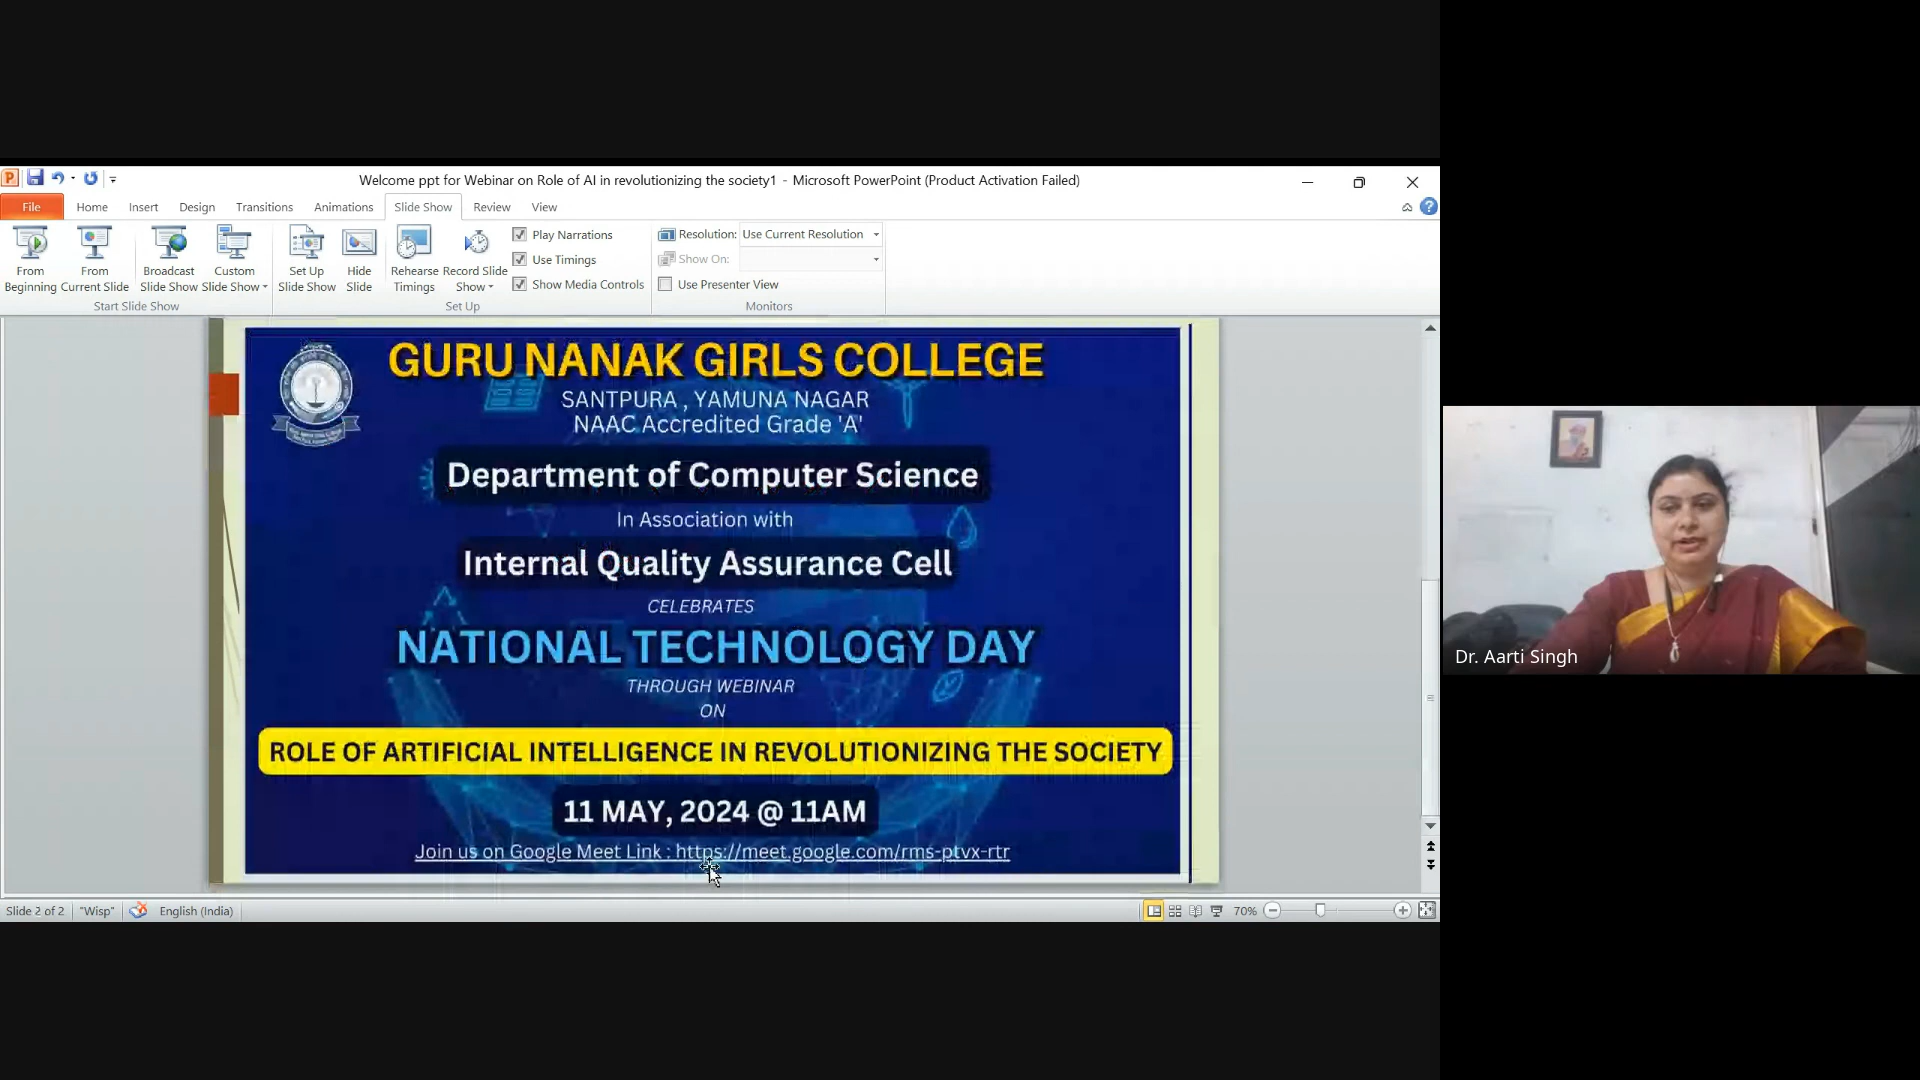 Welcome ppt for Webinar on Role of AI in revolutionizing the society1 - Microsoft PowerPoint (Product Activation Failed)
File Home Insert Design Transitions Animations Slide Show Review View
From Beginning
From Current Slide
Broadcast Slide Show
Custom Slide Show
Start Slide Show
Set Up Slide Show
Hide Slide
Rehearse Timings
Record Slide Show
Play Narrations
Use Timings
Show Media Controls
Set Up
Resolution: Use Current Resolution
Show On:
Use Presenter View
Monitors
GURU NANAK GIRLS COLLEGE
SANTPURA , YAMUNA NAGAR
NAAC Accredited Grade 'A'
Department of Computer Science
In Association with
Internal Quality Assurance Cell
CELEBRATES
NATIONAL TECHNOLOGY DAY
THROUGH WEBINAR
ON
ROLE OF ARTIFICIAL INTELLIGENCE IN REVOLUTIONIZING THE SOCIETY
11 MAY, 2024 @ 11AM
Join us on Google Meet Link : https://meet.google.com/rms-ptvx-rtr
Dr. Aarti Singh
Slide 2 of 2 "Wisp" English (India) 70%